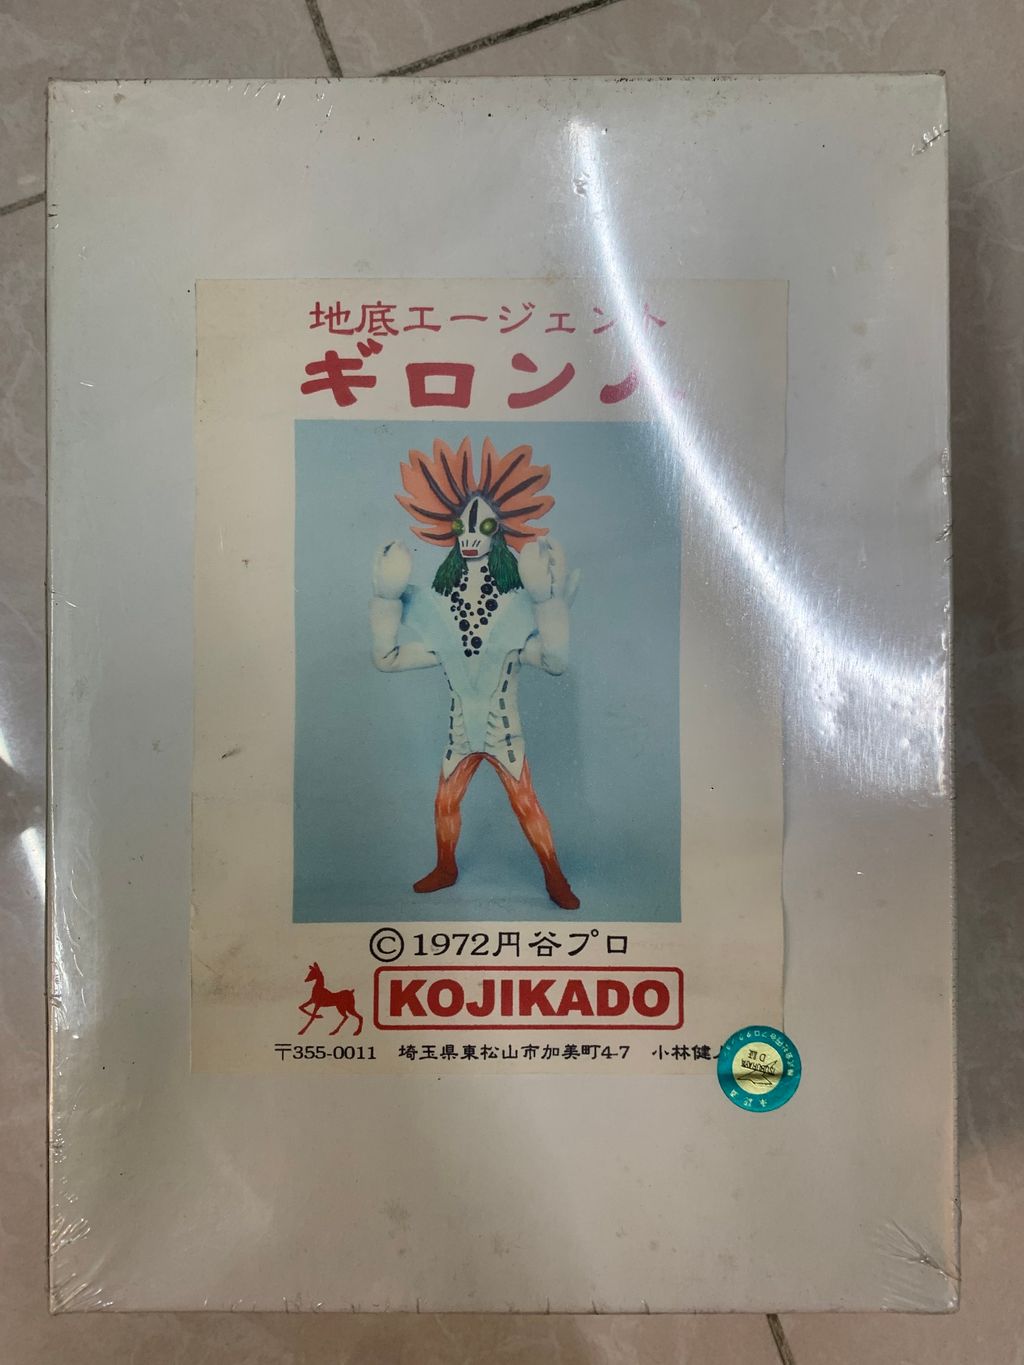 地底エージェント
ギロン人
©1972円谷プロ
KOJIKADO
〒355-0011 埼玉県東松山市加美町4-7 小林健